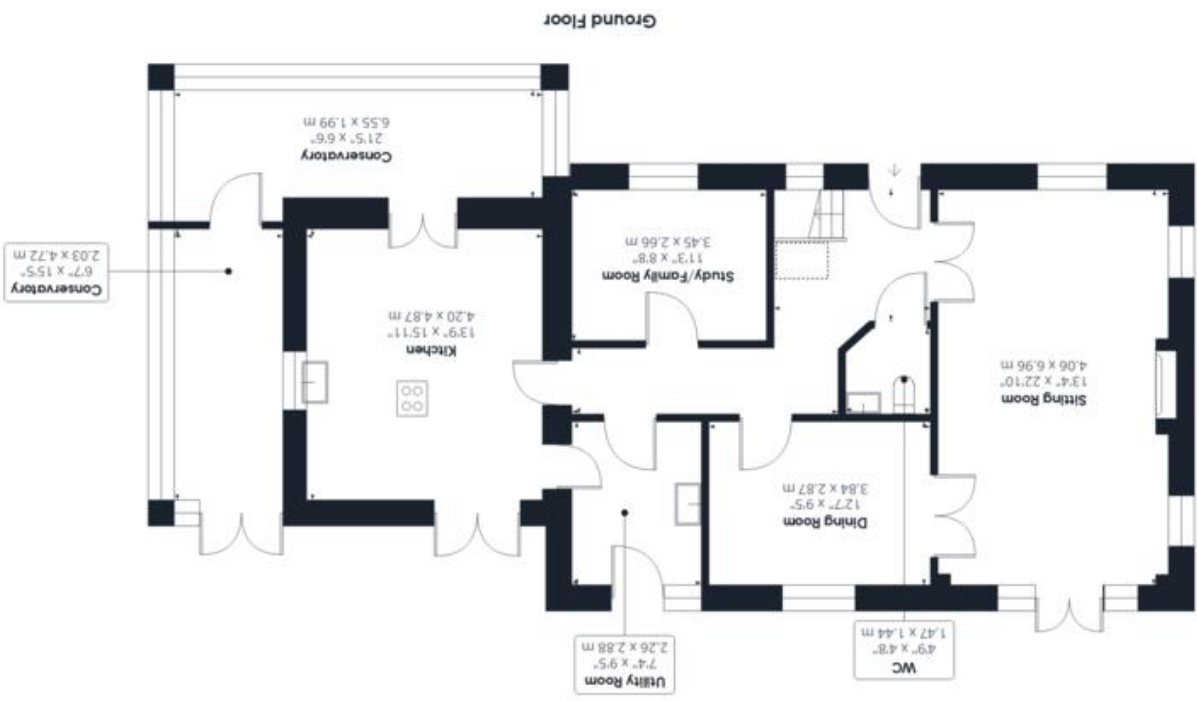 WC
4'9" x 4'8"
1.47 x 1.44 m
Utility Room
7'4" x 9'5"
2.26 x 2.88 m
Dining Room
12'7" x 9'5"
3.84 x 2.87 m
Sitting Room
13'4" x 22'10"
4.06 x 6.96 m
Kitchen
13'9" x 15'11"
4.20 x 4.87 m
Conservatory
6'7" x 15'5"
2.03 x 4.72 m
Study/Family Room
11'3" x 8'8"
3.45 x 2.66 m
Conservatory
21'5" x 6'6"
6.55 x 1.99 m
Ground Floor